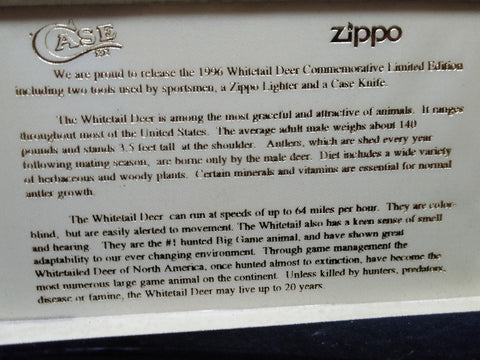 CASE XX
zippo
We are proud to release the 1996 Whitetail Deer Commemorative Limited Edition
including two tools used by sportsmen, a Zippo Lighter and a Case Knife.
The Whitetail Deer is among the most graceful and attractive of animals. It ranges
throughout most of the United States. The average adult male weighs about 140
pounds and stands 3.5 feet tall at the shoulder. Antlers, which are shed every year
following mating season, are borne only by the male deer. Diet includes a wide variety
of herbaceous and woody plants. Certain minerals and vitamins are essential for normal
antler growth.
The Whitetail Deer can run at speeds of up to 64 miles per hour. They are color-
blind, but are easily alerted to movement. The Whitetail also has a keen sense of smell
and hearing. They are the #1 hunted Big Game animal, and have shown great
adaptability to our ever changing environment. Through game management the
Whitetailed Deer of North America, once hunted almost to extinction, have become the
most numerous large game animal on the continent. Unless killed by hunters, predators,
disease or famine, the Whitetail Deer may live up to 20 years.